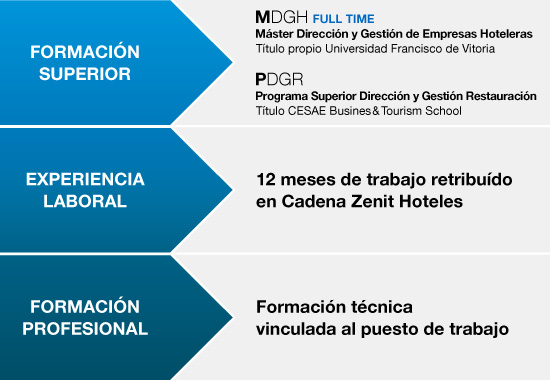 FORMACIÓN
SUPERIOR
MDGH FULL TIME
Máster Dirección y Gestión de Empresas Hoteleras
Título propio Universidad Francisco de Vitoria
PDGR
Programa Superior Dirección y Gestión Restauración
Título CESAE Busines & Tourism School
EXPERIENCIA
LABORAL
12 meses de trabajo retribuído
en Cadena Zenit Hoteles
FORMACIÓN
PROFESIONAL
Formación técnica
vinculada al puesto de trabajo